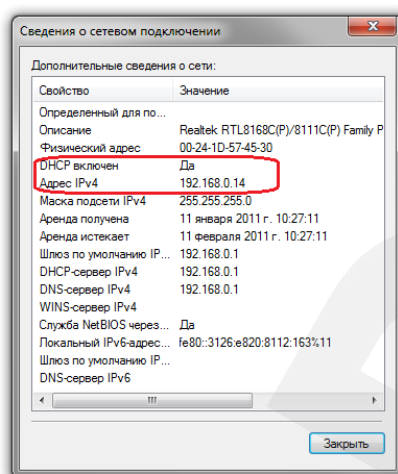 Сведения о сетевом подключении
Дополнительные сведения о сети:
Свойство Значение
Определенный для по...
Описание Realtek RTL8168C(P)/8111C(P) Family P
Физический адрес 00-24-1D-57-45-30
DHCP включен Да
Адрес IPv4 192.168.0.14
Маска подсети IPv4 255.255.255.0
Аренда получена 11 января 2011 г. 10:27:11
Аренда истекает 11 февраля 2011 г. 10:27:11
Шлюз по умолчанию IP... 192.168.0.1
DHCP-сервер IPv4 192.168.0.1
DNS-сервер IPv4 192.168.0.1
WINS-сервер IPv4
Служба NetBIOS через... Да
Локальный IPv6-адрес... fe80::3126:e820:8112:163%11
Шлюз по умолчанию IP...
DNS-сервер IPv6
Закрыть